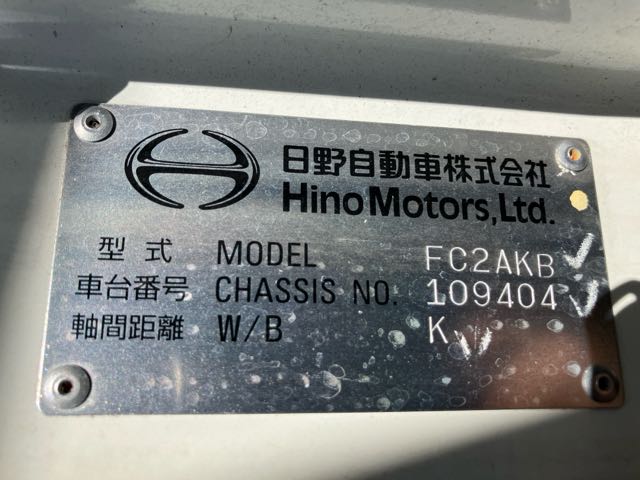 日野自動車株式会社
Hino Motors, Ltd.
型式 MODEL FC2AKB
車台番号 CHASSIS NO. 109404
軸間距離 W/B K